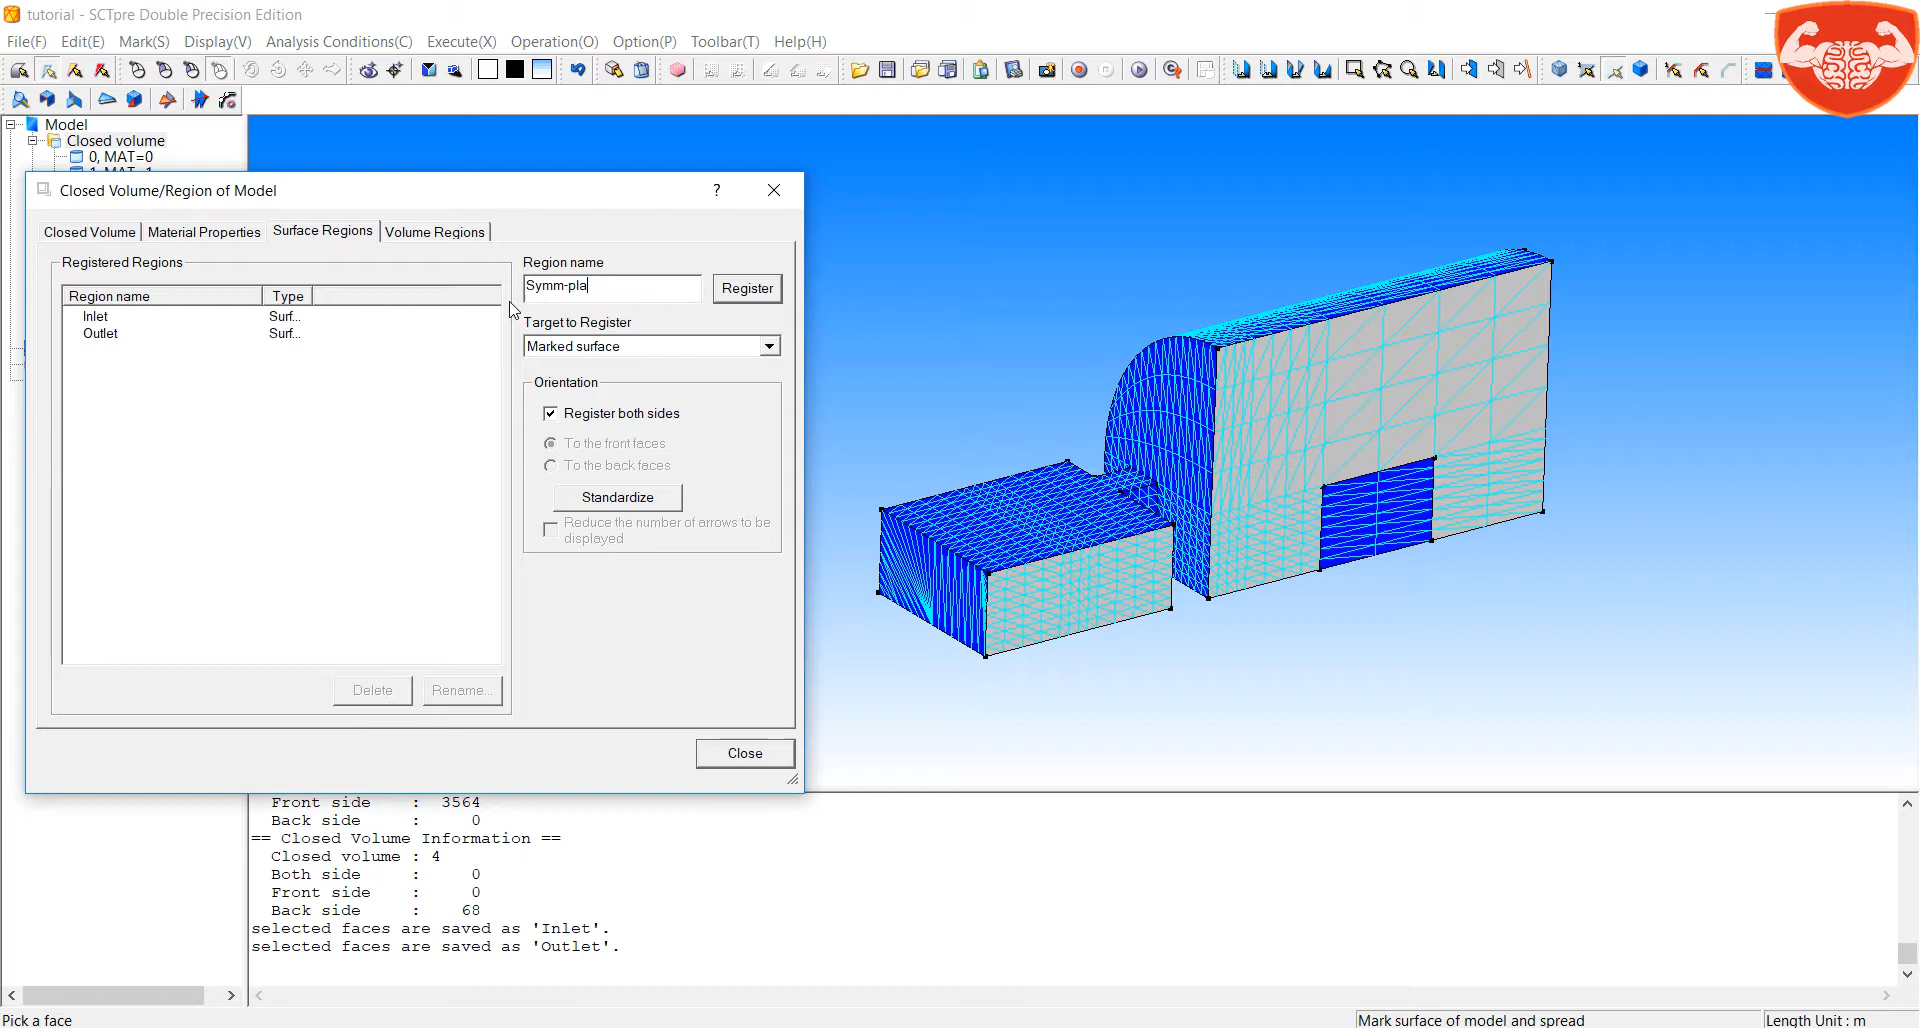 tutorial - SCTpre Double Precision Edition
File(F) Edit(E) Mark(S) Display(V) Analysis Conditions(C) Execute(X) Operation(O) Option(P) Toolbar(T) Help(H)
Model
Closed volume
0, MAT=0
1, MAT=1
Closed Volume/Region of Model ?
Closed Volume Material Properties Surface Regions Volume Regions
Registered Regions
Region name Type
Inlet Surf...
Outlet Surf...
Delete Rename...
Region name
Symm-pla Register
Target to Register
Marked surface
Orientation
Register both sides
To the front faces
To the back faces
Standardize
Reduce the number of arrows to be
displayed
Close
Front side : 3564
Back side : 0
== Closed Volume Information ==
Closed volume : 4
Both side : 0
Front side : 0
Back side : 68
selected faces are saved as 'Inlet'.
selected faces are saved as 'Outlet'.
Pick a face Mark surface of model and spread Length Unit : m